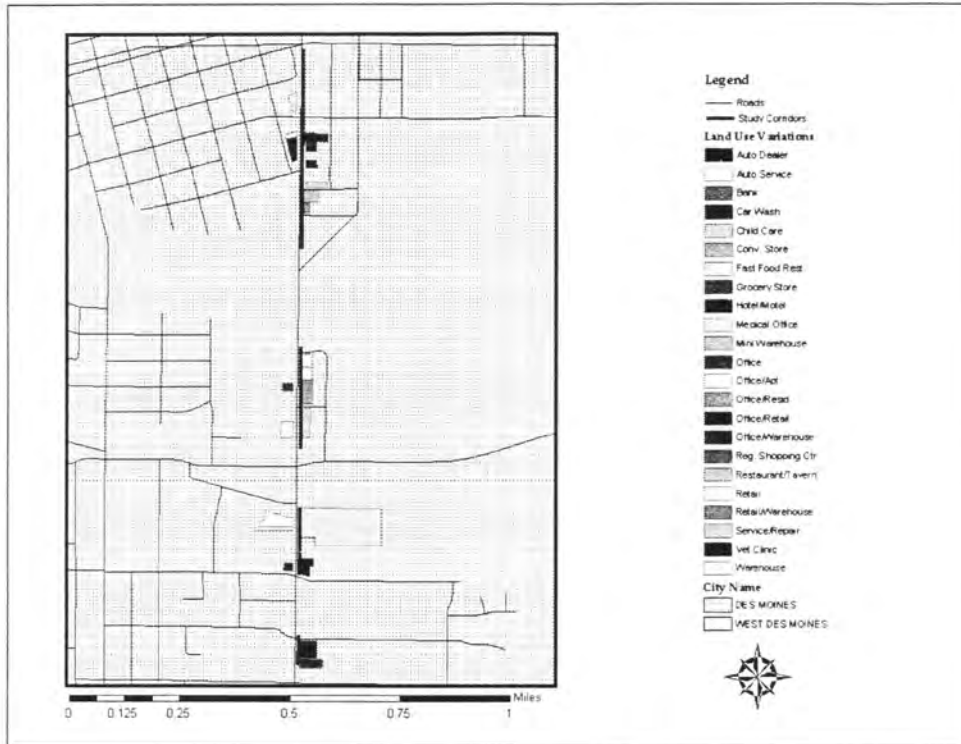 Legend
Roads
Study Corridors
Land Use Variations
Auto Dealer
Auto Service
Bank
Car Wash
Child Care
Conv. Store
Fast Food Rest
Grocery Store
Hotel/Motel
Medical Office
Mini Warehouse
Office
Office/Apt
Office/Resid
Office/Retail
Office/Warehouse
Reg. Shopping Ctr
Restaurant/Tavern
Retail
Retail/Warehouse
Service/Repair
Vet Clinic
Warehouse
City Name
DES MOINES
WEST DES MOINES
Miles
0 0.125 0.25 0.5 0.75 1